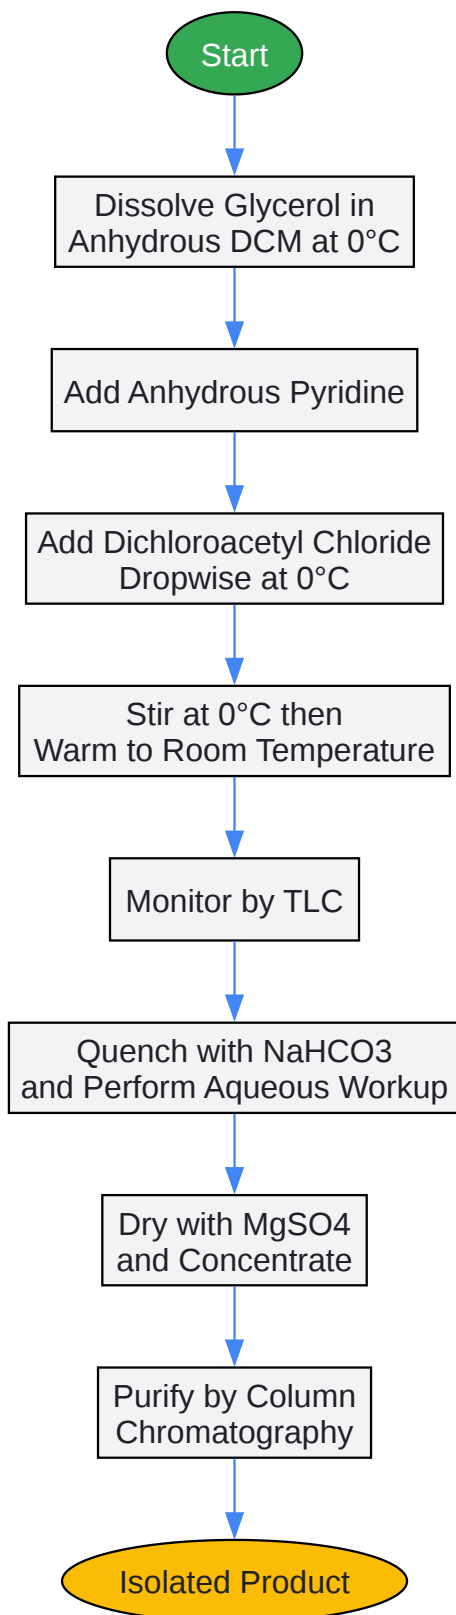 Start
Dissolve Glycerol in
Anhydrous DCM at 0°C
Add Anhydrous Pyridine
Add Dichloroacetyl Chloride
Dropwise at 0°C
Stir at 0°C then
Warm to Room Temperature
Monitor by TLC
Quench with NaHCO3
and Perform Aqueous Workup
Dry with MgSO4
and Concentrate
Purify by Column
Chromatography
Isolated Product